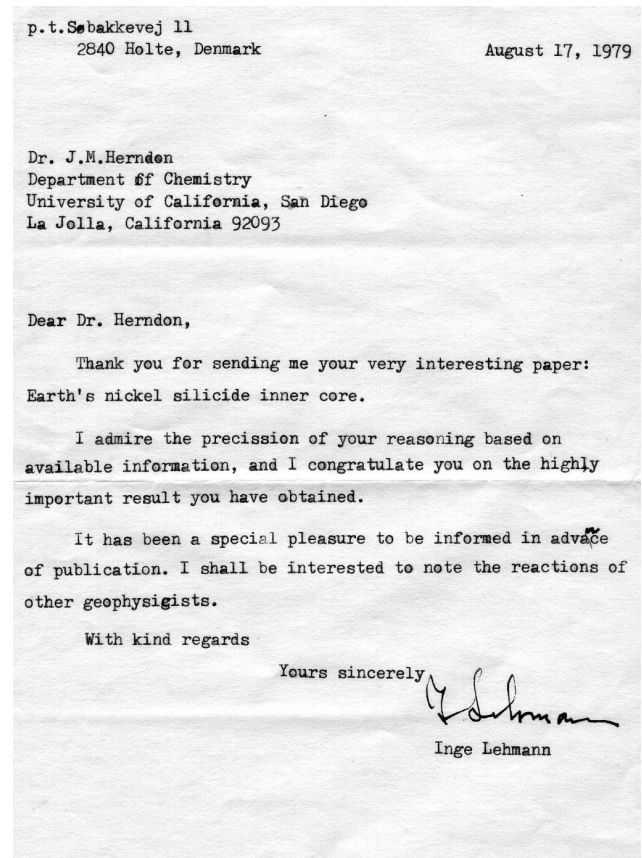 p.t.Søbakkevej 11
2840 Holte, Denmark
August 17, 1979
Dr. J.M.Herndon
Department of Chemistry
University of California, San Diego
La Jolla, California 92093
Dear Dr. Herndon,
Thank you for sending me your very interesting paper:
Earth's nickel silicide inner core.
I admire the precission of your reasoning based on
available information, and I congratulate you on the highly
important result you have obtained.
It has been a special pleasure to be informed in advance
of publication. I shall be interested to note the reactions of
other geophysigists.
With kind regards
Yours sincerely,
I Lehmann
Inge Lehmann